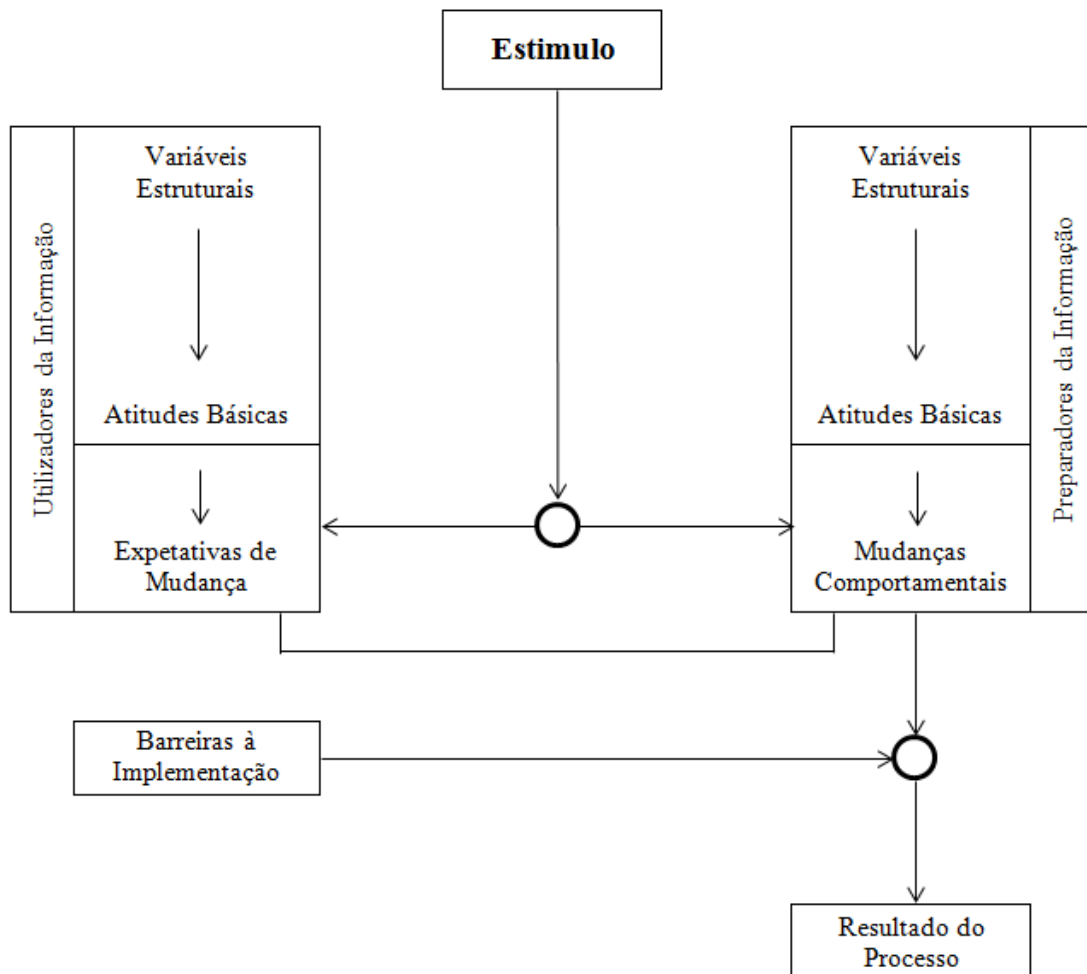 Estimulo
Utilizadores da Informação
Variáveis
Estruturais
Atitudes Básicas
Expetativas de
Mudança
Variáveis
Estruturais
Atitudes Básicas
Mudanças
Comportamentais
Preparadores da Informação
Barreiras à
Implementação
Resultado do
Processo